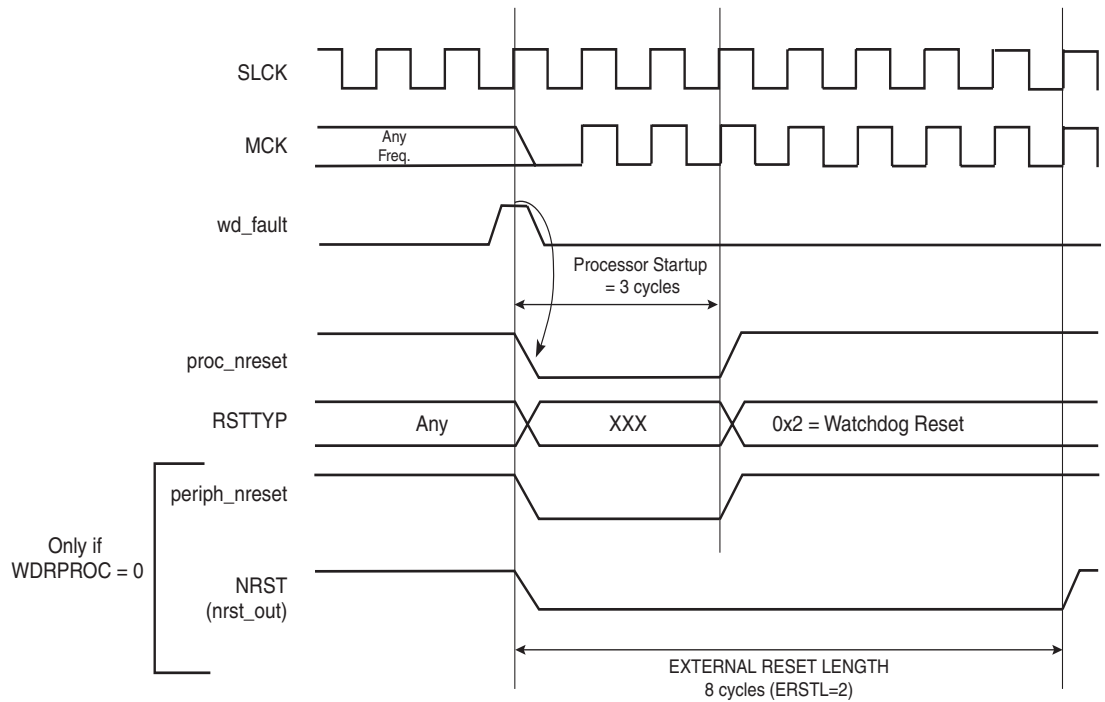 SLCK
MCK
Any
Freq.
wd_fault
Processor Startup
= 3 cycles
proc_nreset
RSTTYP
Any
XXX
0x2 = Watchdog Reset
periph_nreset
Only if
WDRPROC = 0
NRST
(nrst_out)
EXTERNAL RESET LENGTH
8 cycles (ERSTL=2)